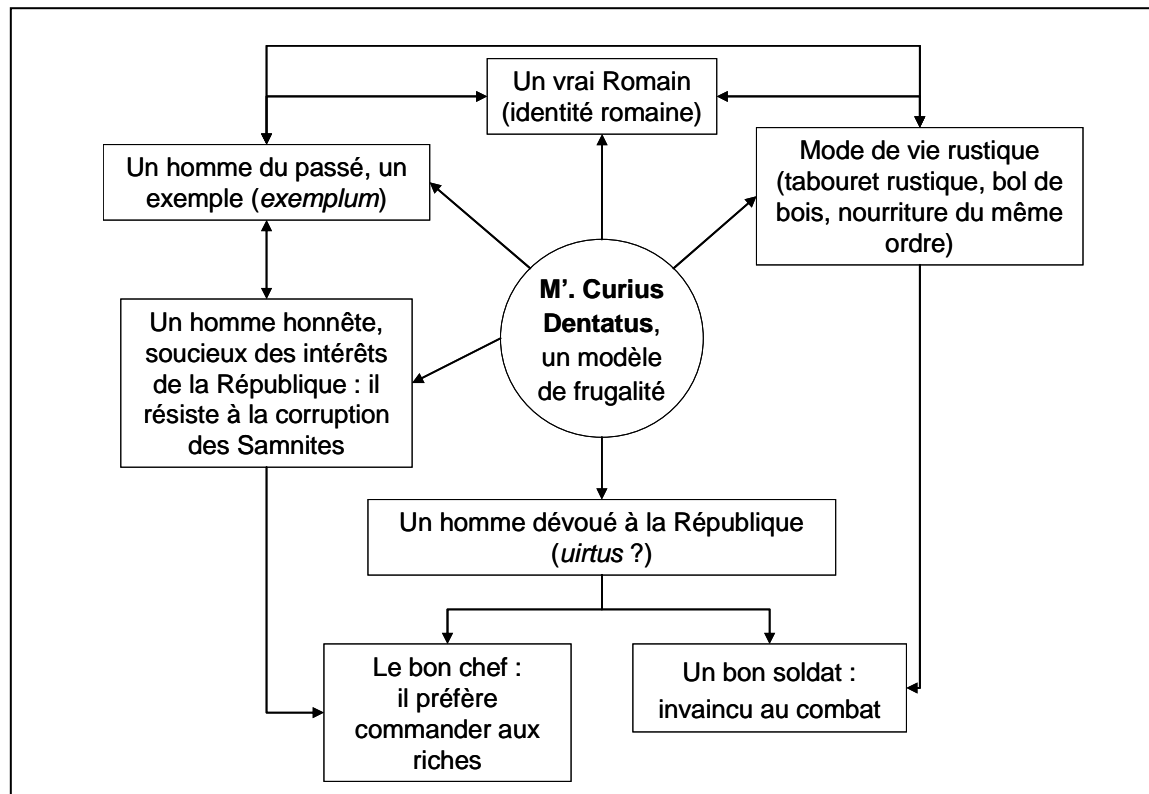 Un vrai Romain
(identité romaine)
Un homme du passé, un
exemple (exemplum)
Mode de vie rustique
(tabouret rustique, bol de
bois, nourriture du même
ordre)
M’. Curius
Dentatus,
un modèle
de frugalité
Un homme honnête,
soucieux des intérêts
de la République : il
résiste à la corruption
des Samnites
Un homme dévoué à la République
(uirtus ?)
Le bon chef :
il préfère
commander aux
riches
Un bon soldat :
invaincu au combat